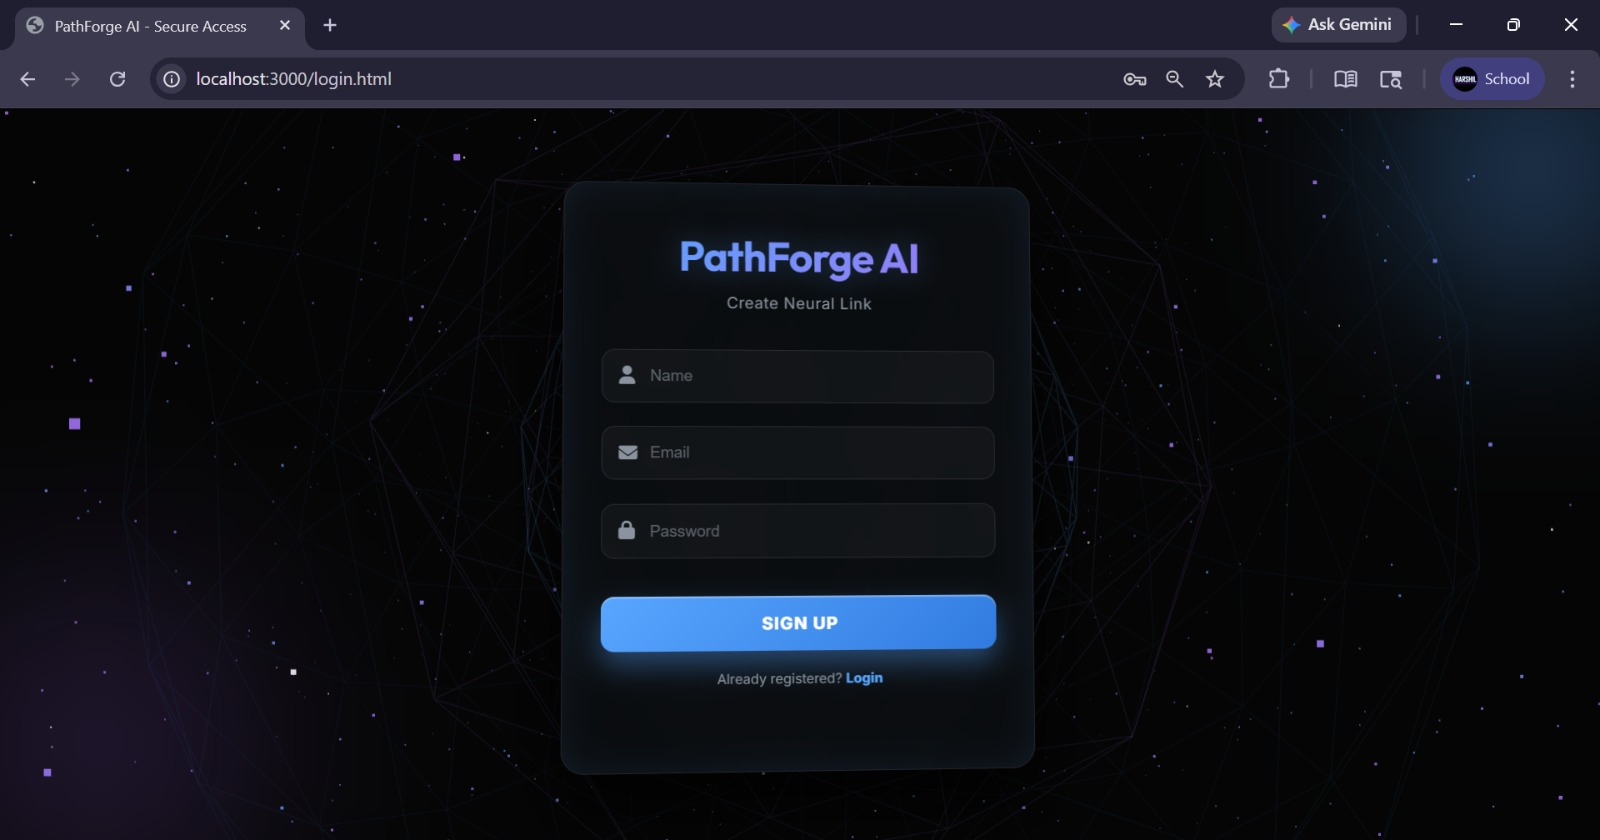 PathForge AI - Secure Access
Ask Gemini
localhost:3000/login.html
HARSHIL
School
PathForge AI
Create Neural Link
Name
Email
Password
SIGN UP
Already registered? Login